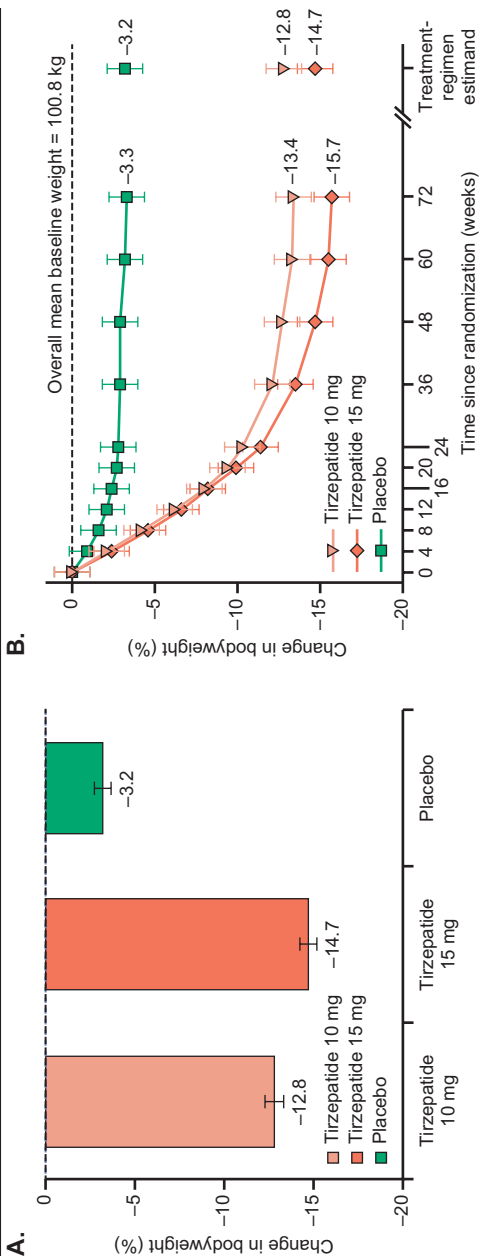 A.
Change in bodyweight (%)
0
−5
−10
−15
−20
−12.8
−14.7
−3.2
Tirzepatide 10 mg
Tirzepatide 15 mg
Placebo
Tirzepatide
10 mg
Tirzepatide
15 mg
Placebo
B.
Change in bodyweight (%)
0
−5
−10
−15
−20
Overall mean baseline weight = 100.8 kg
−3.3
−3.2
−13.4
−12.8
−15.7
−14.7
Tirzepatide 10 mg
Tirzepatide 15 mg
Placebo
0 4 8 12 16 20 24 36 48 60 72
Time since randomization (weeks)
Treatment-
regimen
estimand